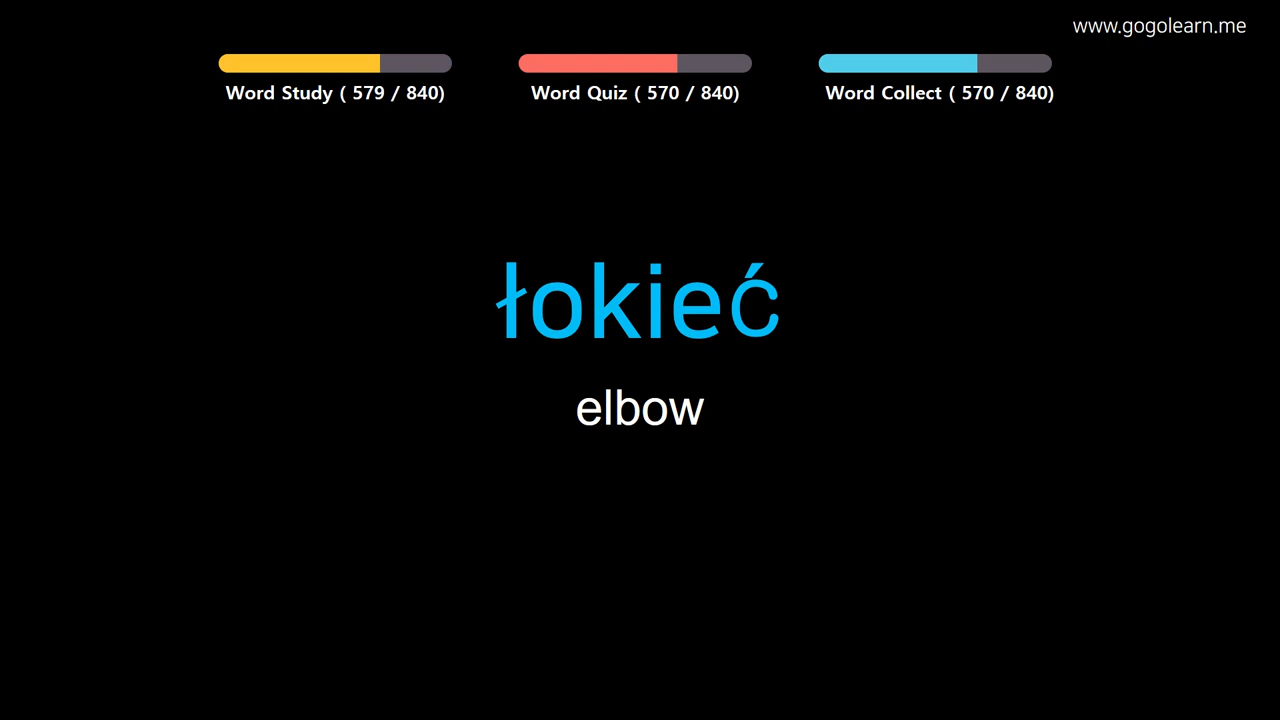 www.gogolearn.me
Word Study ( 579 / 840)
Word Quiz ( 570 / 840)
Word Collect ( 570 / 840)
łokieć
elbow